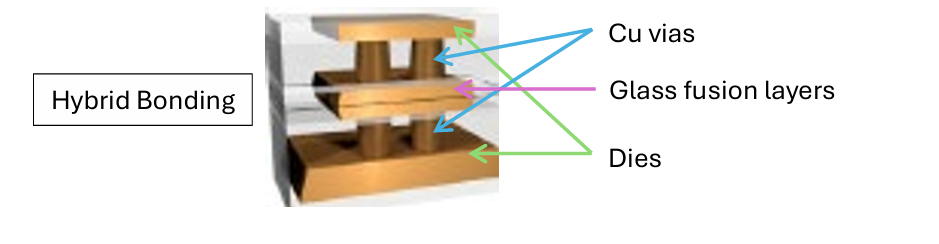 Hybrid Bonding
Cu vias
Glass fusion layers
Dies